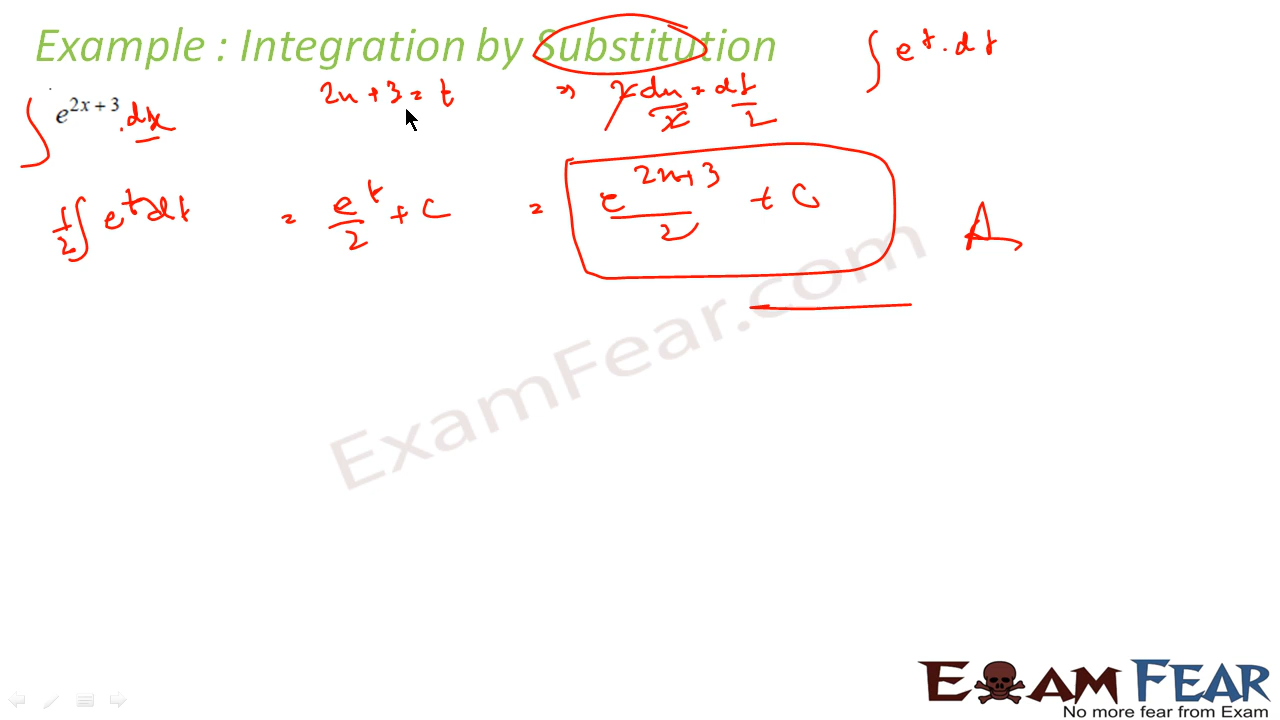 Example : Integration by Substitution
∫ e^t . dt
∫ e^{2x + 3} . dx
2x + 3 = t ⇒ 2 dx = dt/2
1/2 ∫ e^t dt = e^t/2 + C = e^{2x+3}/2 + C
ExamFear.com
EXAM FEAR
No more fear from Exam